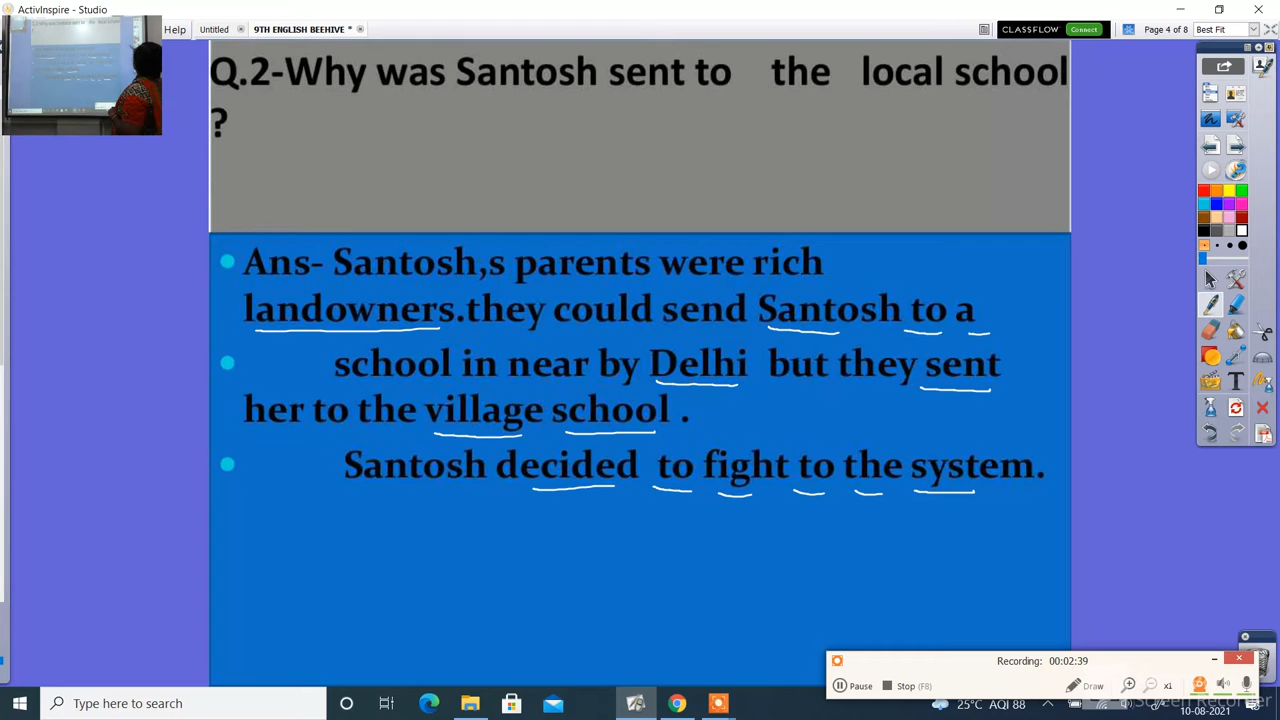 ActivInspire - Studio
Help
Untitled
9TH ENGLISH BEEHIVE *
CLASSFLOW
Connect
Page 4 of 8
Best Fit
Q.2-Why was Santosh sent to the local school
?
Ans- Santosh,s parents were rich
landowners.they could send Santosh to a
school in near by Delhi but they sent
her to the village school .
Santosh decided to fight to the system.
Recording: 00:02:39
Pause
Stop (F8)
Draw
x1
Type here to search
25°C AQI 88
10-08-2021
Screen Recorder